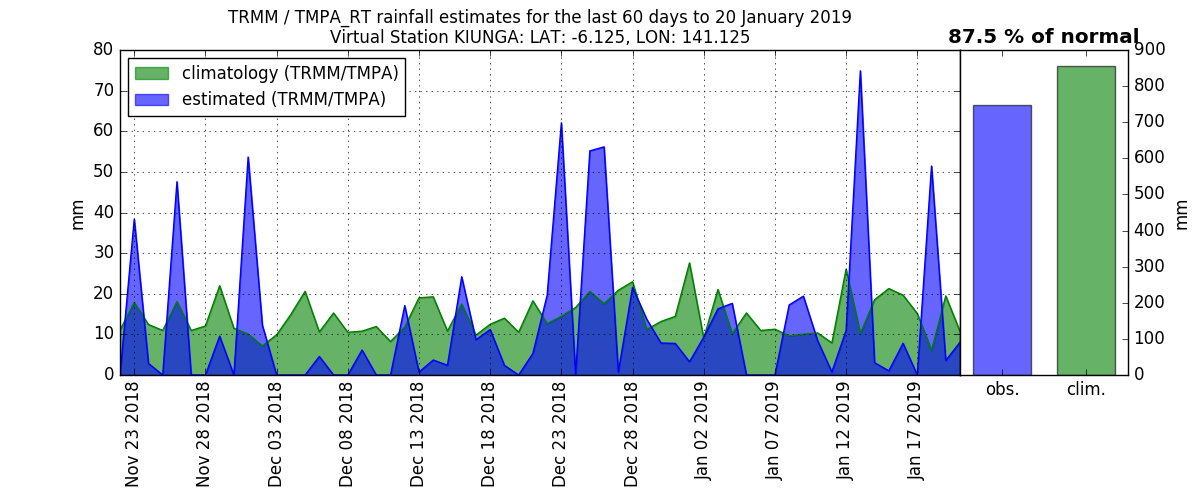 TRMM / TMPA_RT rainfall estimates for the last 60 days to 20 January 2019
Virtual Station KIUNGA: LAT: -6.125, LON: 141.125
87.5 % of normal
climatology (TRMM/TMPA)
estimated (TRMM/TMPA)
mm
80
70
60
50
40
30
20
10
0
Nov 23 2018
Nov 28 2018
Dec 03 2018
Dec 08 2018
Dec 13 2018
Dec 18 2018
Dec 23 2018
Dec 28 2018
Jan 02 2019
Jan 07 2019
Jan 12 2019
Jan 17 2019
obs.
clim.
900
800
700
600
500
400
300
200
100
0
mm